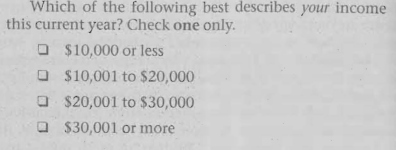 Which of the following best describes your income
this current year? Check one only.
❏ $10,000 or less
❏ $10,001 to $20,000
❏ $20,001 to $30,000
❏ $30,001 or more